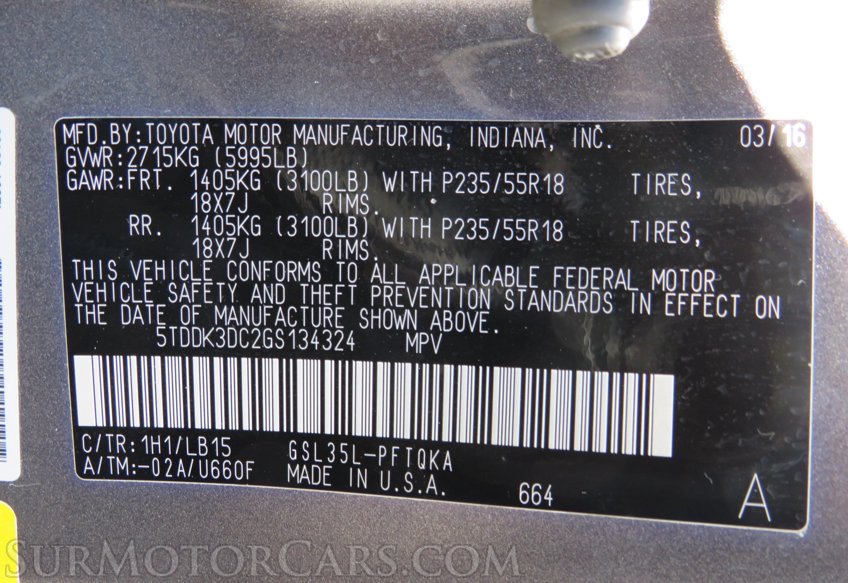 MFD.BY:TOYOTA MOTOR MANUFACTURING, INDIANA, INC. 03/16
GVWR:2715KG (5995LB)
GAWR:FRT. 1405KG (3100LB) WITH P235/55R18 TIRES,
18X7J RIMS.
RR. 1405KG (3100LB) WITH P235/55R18 TIRES,
18X7J RIMS.
THIS VEHICLE CONFORMS TO ALL APPLICABLE FEDERAL MOTOR
VEHICLE SAFETY AND THEFT PREVENTION STANDARDS IN EFFECT ON
THE DATE OF MANUFACTURE SHOWN ABOVE.
5TDDK3DC2GS134324 MPV
C/TR:1H1/LB15 GSL35L-PFTQKA
A/TM:-02A/U660F MADE IN U.S.A. 664 A
SURMOTORCARS.COM